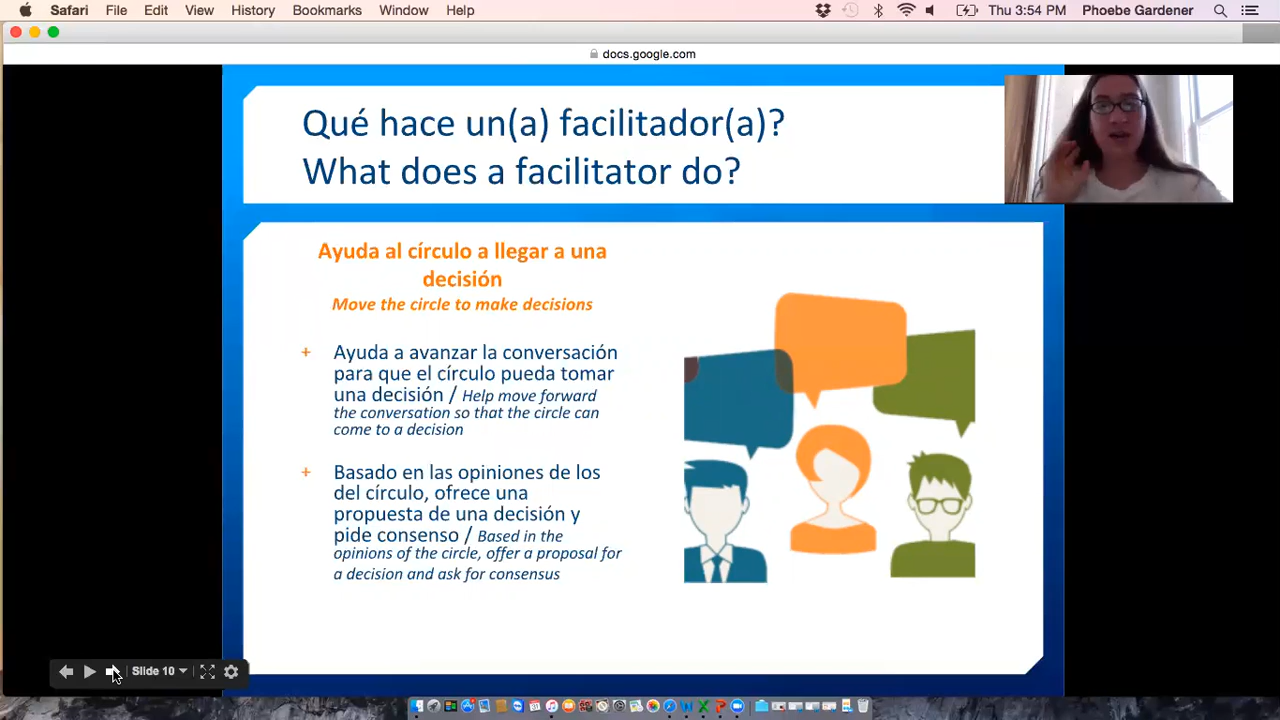 Safari File Edit View History Bookmarks Window Help Thu 3:54 PM Phoebe Gardener
docs.google.com
Qué hace un(a) facilitador(a)?
What does a facilitator do?
Ayuda al círculo a llegar a una
decisión
Move the circle to make decisions
+ Ayuda a avanzar la conversación
para que el círculo pueda tomar
una decisión / Help move forward
the conversation so that the circle can
come to a decision
+ Basado en las opiniones de los
del círculo, ofrece una
propuesta de una decisión y
pide consenso / Based in the
opinions of the circle, offer a proposal for
a decision and ask for consensus
Slide 10